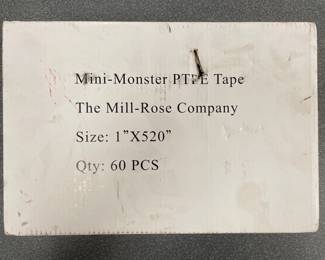 Mini-Monster PTFE Tape
The Mill-Rose Company
Size: 1”X520”
Qty: 60 PCS